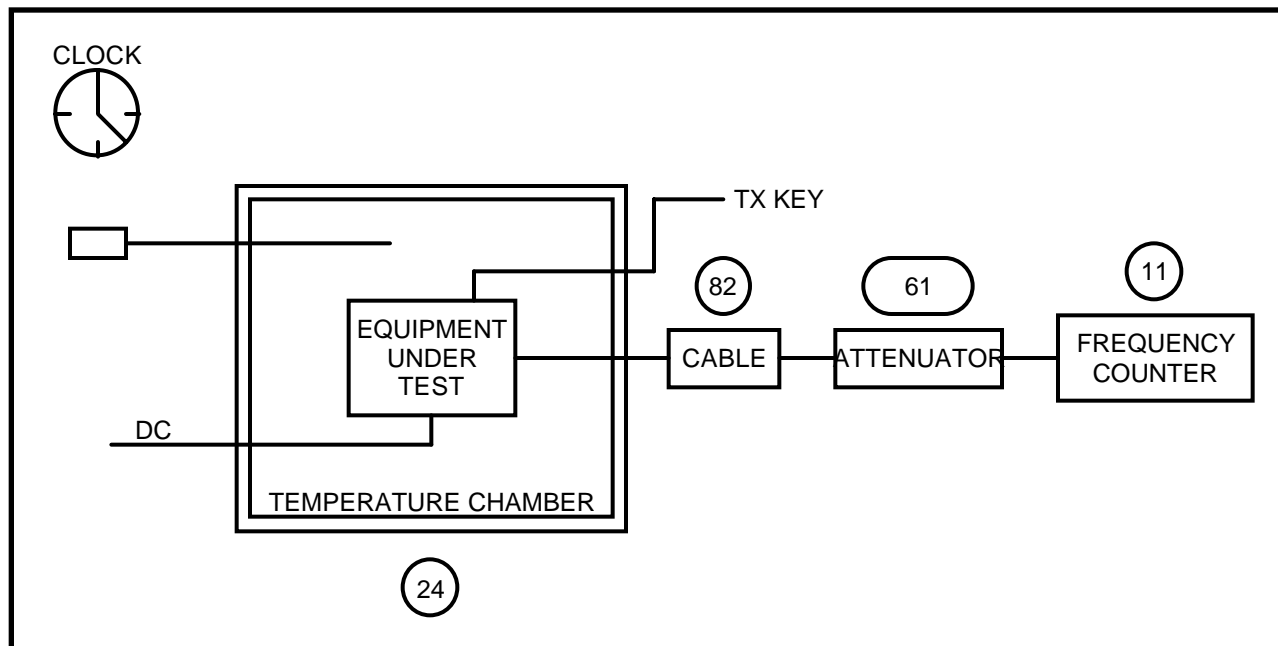 CLOCK
TX KEY
82
61
11
EQUIPMENT
UNDER
TEST
CABLE
ATTENUATOR
FREQUENCY
COUNTER
DC
TEMPERATURE CHAMBER
24